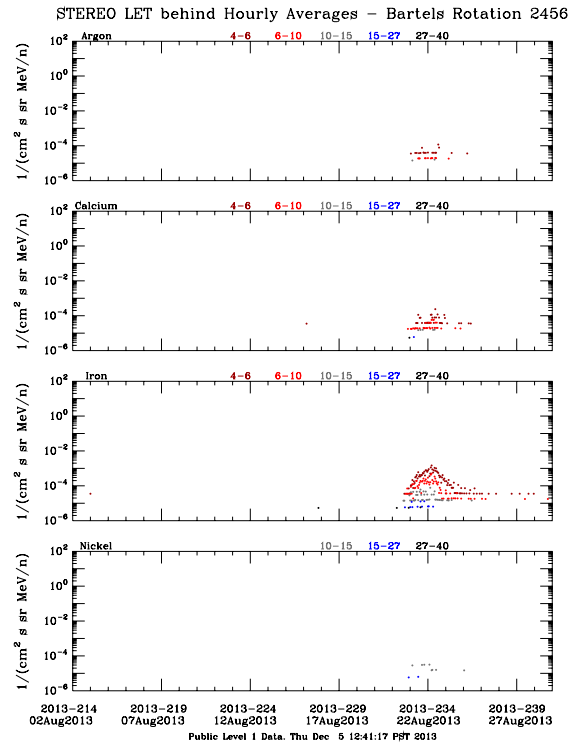 STEREO LET behind Hourly Averages - Bartels Rotation 2456
Argon 4-6 6-10 10-15 15-27 27-40
10^2
10^0
10^-2
10^-4
10^-6
1/(cm^2 s sr MeV/n)
Calcium 4-6 6-10 10-15 15-27 27-40
10^2
10^0
10^-2
10^-4
10^-6
1/(cm^2 s sr MeV/n)
Iron 4-6 6-10 10-15 15-27 27-40
10^2
10^0
10^-2
10^-4
10^-6
1/(cm^2 s sr MeV/n)
Nickel 10-15 15-27 27-40
10^2
10^0
10^-2
10^-4
10^-6
1/(cm^2 s sr MeV/n)
2013-214 2013-219 2013-224 2013-229 2013-234 2013-239
02Aug2013 07Aug2013 12Aug2013 17Aug2013 22Aug2013 27Aug2013
Public Level 1 Data. Thu Dec 5 12:41:17 PST 2013